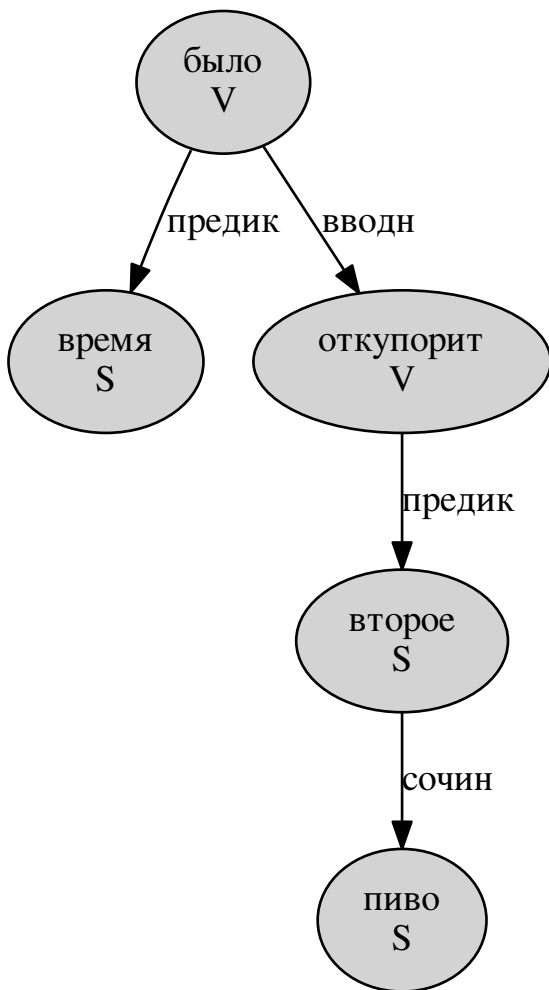 было
V
предик
вводн
время
S
откупорит
V
предик
второе
S
сочин
пиво
S